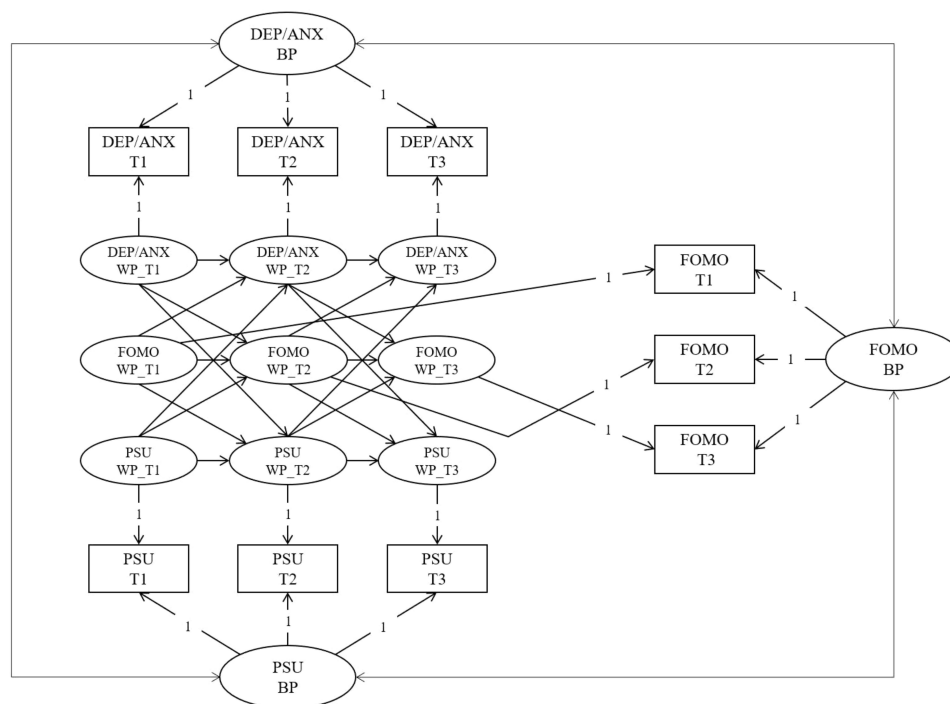 DEP/ANX
BP
1
1
1
DEP/ANX
T1
DEP/ANX
T2
DEP/ANX
T3
1
1
1
DEP/ANX
WP_T1
DEP/ANX
WP_T2
DEP/ANX
WP_T3
FOMO
T1
1
1
FOMO
WP_T1
FOMO
WP_T2
FOMO
WP_T3
FOMO
T2
1
1
FOMO
BP
1
1
FOMO
T3
PSU
WP_T1
PSU
WP_T2
PSU
WP_T3
1
1
1
PSU
T1
PSU
T2
PSU
T3
1
1
1
PSU
BP